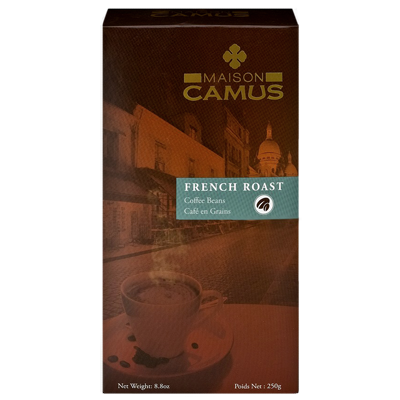 MAISON
CAMUS
FRENCH ROAST
Coffee Beans
Café en Grains
Net Weight: 8.8oz
Poids Net : 250g